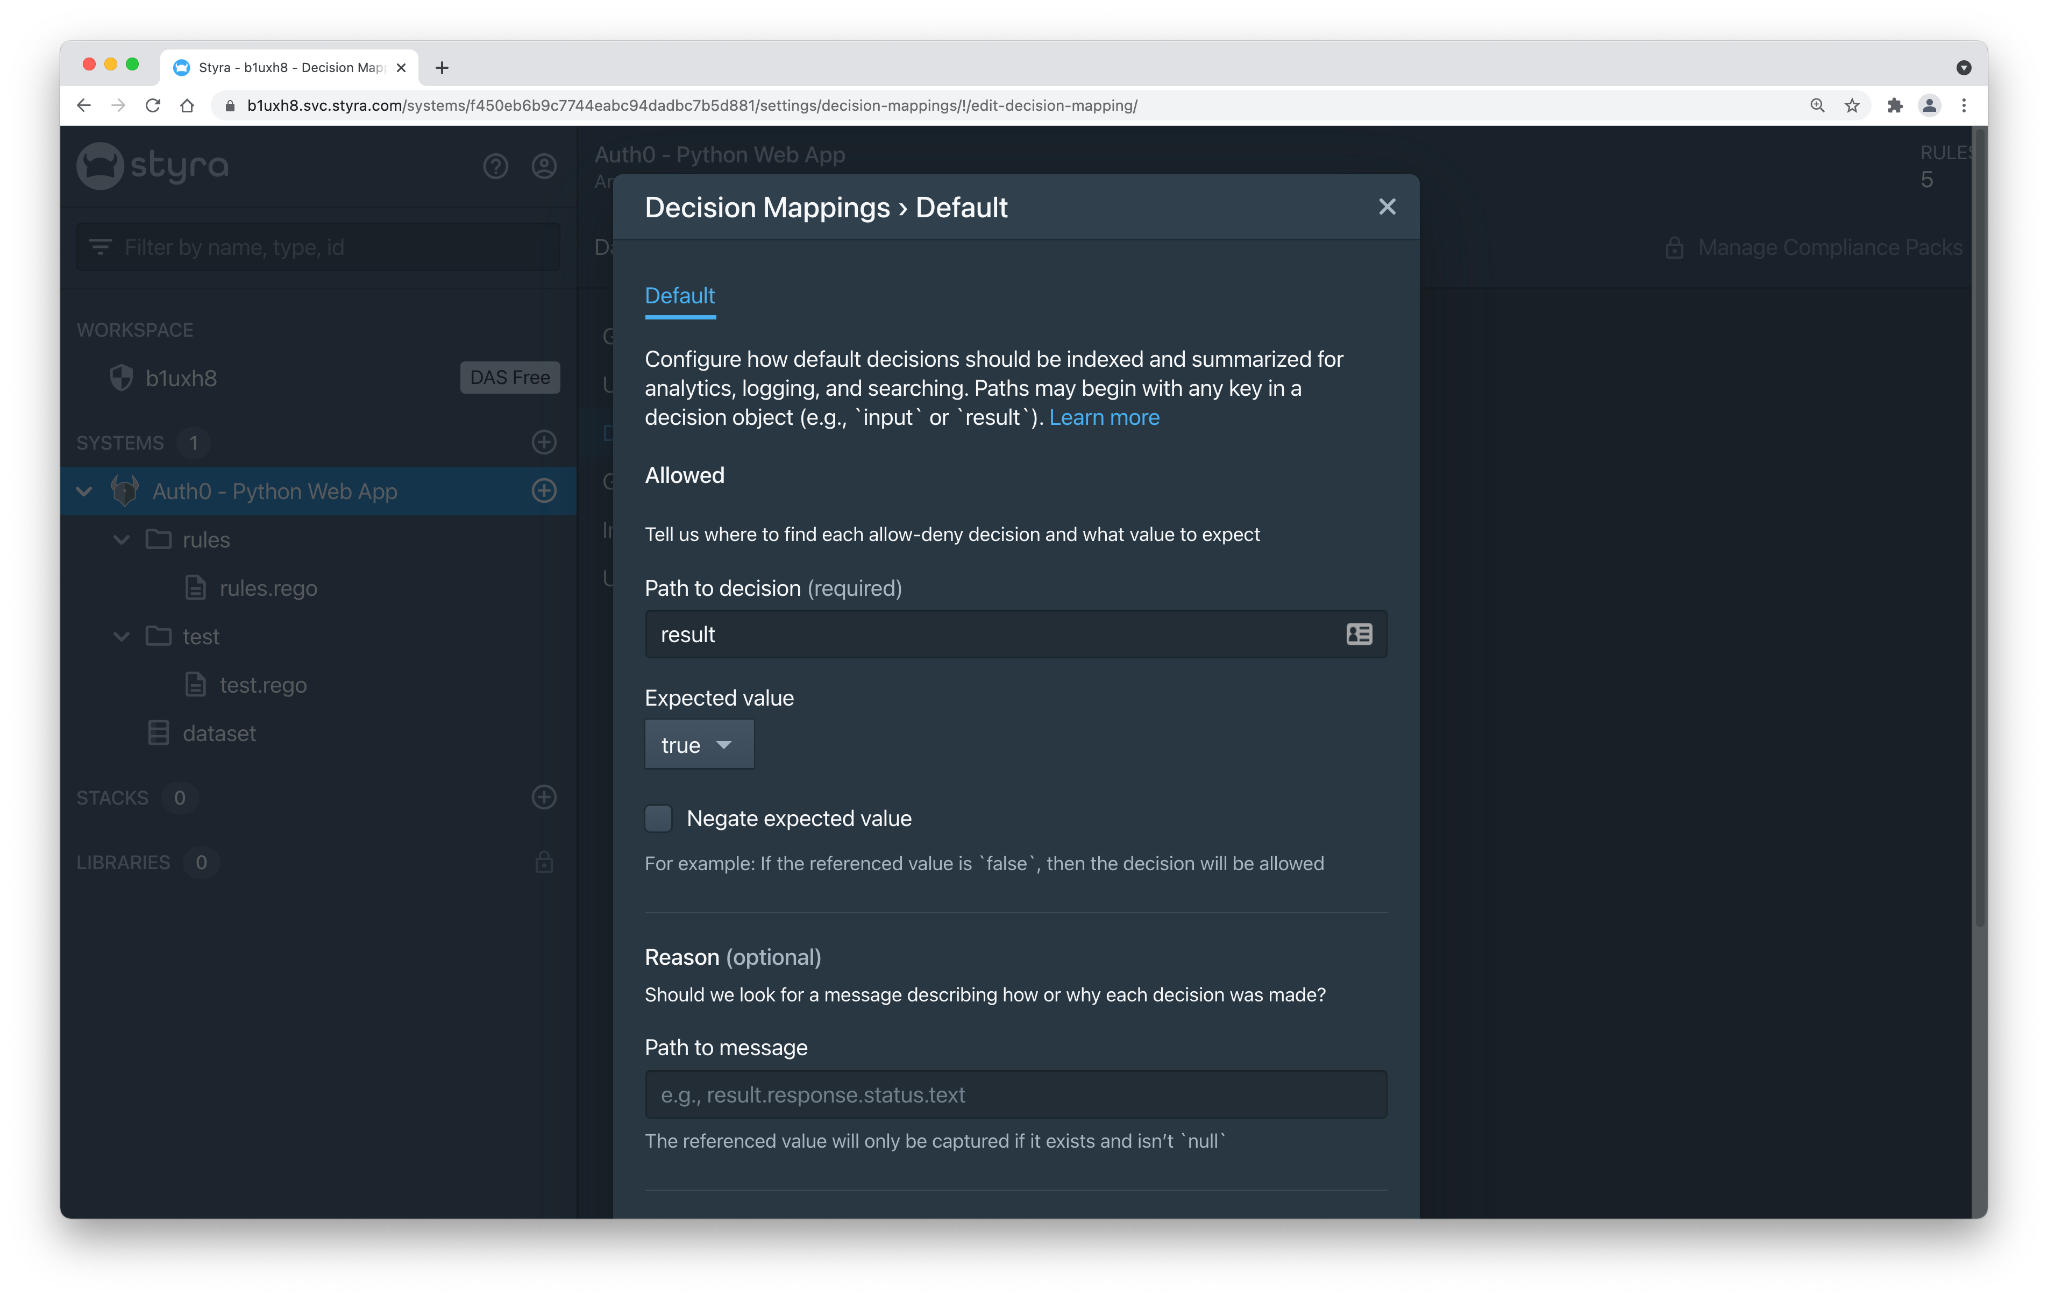 Styra - b1uxh8 - Decision Map
b1uxh8.svc.styra.com/systems/f450eb6b9c7744eabc94dadbc7b5d881/settings/decision-mappings/!/edit-decision-mapping/
styra
Auth0 - Python Web App
RULES
5
Filter by name, type, id
Manage Compliance Packs
WORKSPACE
b1uxh8
DAS Free
SYSTEMS 1
Auth0 - Python Web App
rules
rules.rego
test
test.rego
dataset
STACKS 0
LIBRARIES 0
Decision Mappings › Default
Default
Configure how default decisions should be indexed and summarized for
analytics, logging, and searching. Paths may begin with any key in a
decision object (e.g., `input` or `result`). Learn more
Allowed
Tell us where to find each allow-deny decision and what value to expect
Path to decision (required)
result
Expected value
true
Negate expected value
For example: If the referenced value is `false`, then the decision will be allowed
Reason (optional)
Should we look for a message describing how or why each decision was made?
Path to message
e.g., result.response.status.text
The referenced value will only be captured if it exists and isn’t `null`